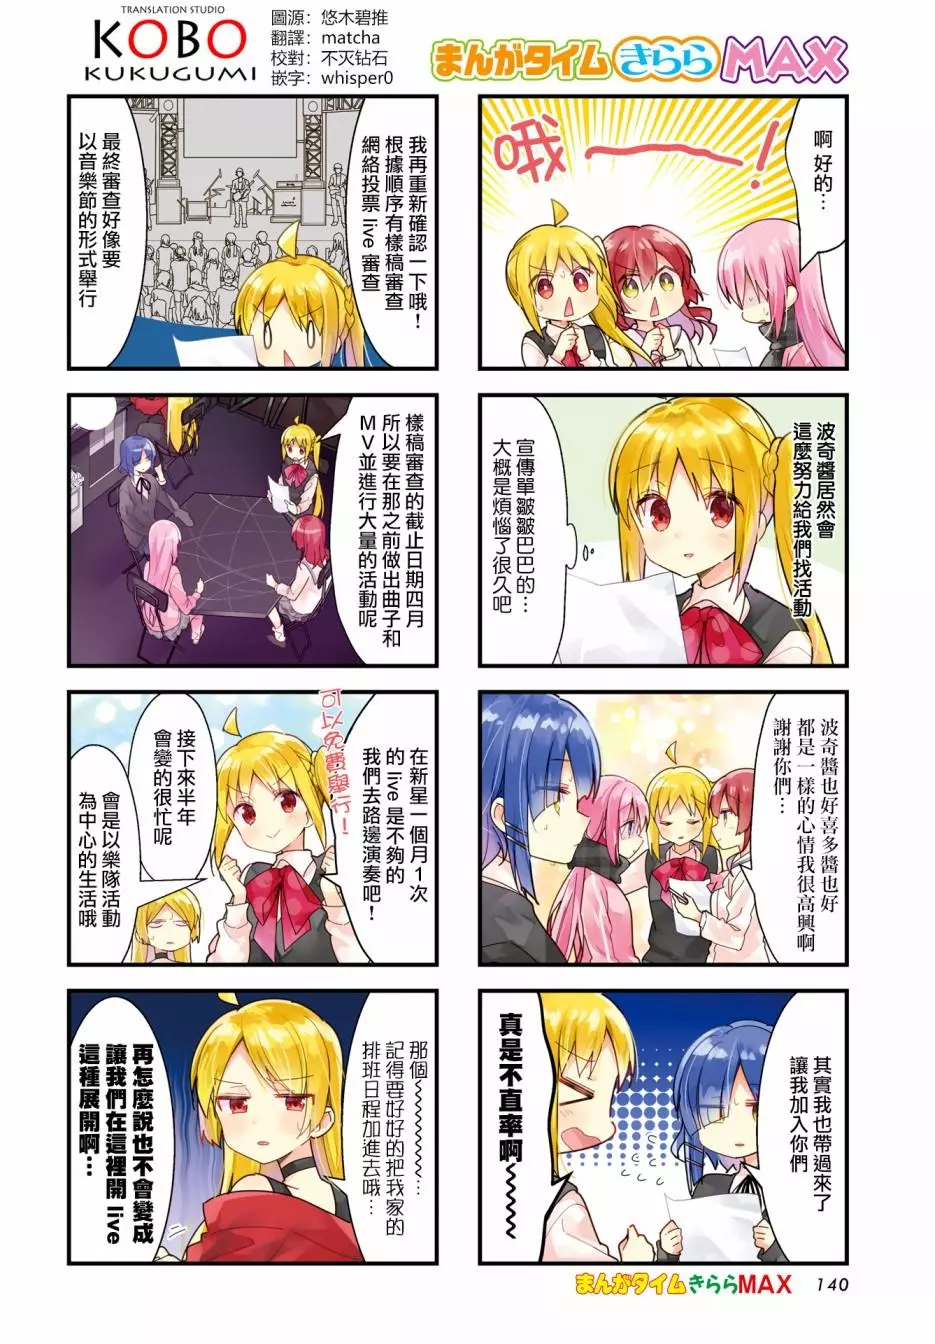 TRANSLATION STUDIO
KOBO
KUKUGUMI
圖源：悠木碧推
翻譯：matcha
校對：不灭钻石
嵌字：whisper0
まんがタイムきららMAX
啊 好的…
哦——！
波奇醬居然會
這麼努力給我們找活動
宣傳單皺皺巴巴的…
大概是煩惱了很久吧
波奇醬也好喜多醬也好
都是一樣的心情我很高興啊
謝謝你們…
其實我也帶過來了
讓我加入你們
真是不直率啊～～～～
我再重新確認一下哦！
根據順序有樣稿審查
網絡投票 live 審查
最終審查好像要
以音樂節的形式舉行
樣稿審查的截止日期四月
所以要在那之前做出曲子和
MV並進行大量的活動呢
在新星一個月1次
的 live 是不夠的
我們去路邊演奏吧！
可以免費舉行！
接下來半年
會變的很忙呢
會是以樂隊活動
為中心的生活哦
那個～～～～～～…
記得要好好的把我家的
排班日程加進去哦…
再怎麼說也不會變成
讓我們在這裡開 live
這種展開啊…
まんがタイムきららMAX
140